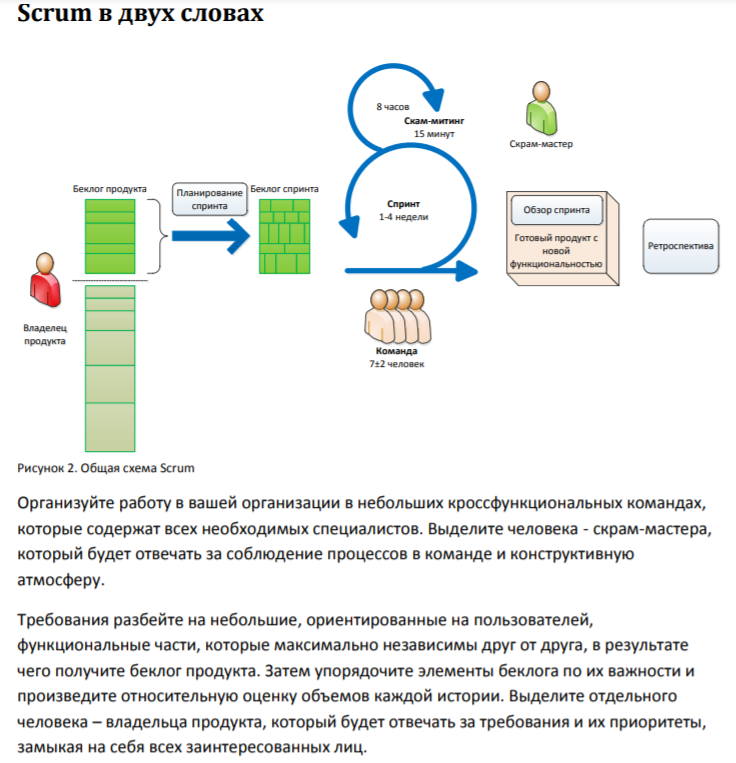 Scrum в двух словах
8 часов
Скам-митинг
15 минут
Скрам-мастер
Беклог продукта
Планирование
спринта
Беклог спринта
Спринт
1-4 недели
Обзор спринта
Готовый продукт с
новой
функциональностью
Ретроспектива
Владелец
продукта
Команда
7±2 человек
Рисунок 2. Общая схема Scrum
Организуйте работу в вашей организации в небольших кроссфункциональных командах,
которые содержат всех необходимых специалистов. Выделите человека - скрам-мастера,
который будет отвечать за соблюдение процессов в команде и конструктивную
атмосферу.
Требования разбейте на небольшие, ориентированные на пользователей,
функциональные части, которые максимально независимы друг от друга, в результате
чего получите беклог продукта. Затем упорядочите элементы беклога по их важности и
произведите относительную оценку объемов каждой истории. Выделите отдельного
человека – владельца продукта, который будет отвечать за требования и их приоритеты,
замыкая на себя всех заинтересованных лиц.